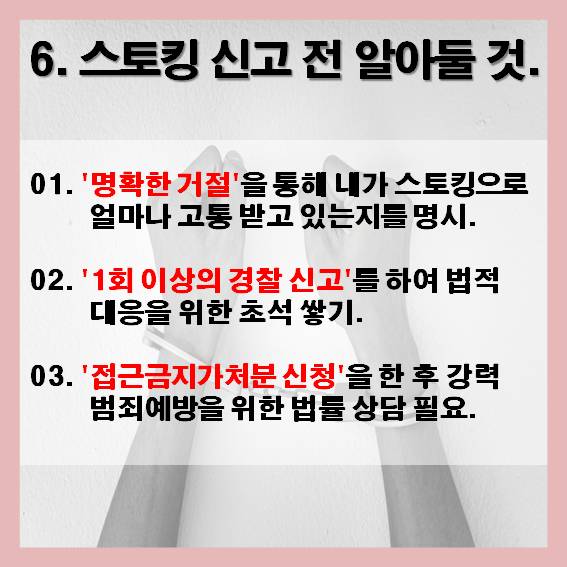 6. 스토킹 신고 전 알아둘 것.
01. '명확한 거절'을 통해 내가 스토킹으로
얼마나 고통 받고 있는지를 명시.
02. '1회 이상의 경찰 신고'를 하여 법적
대응을 위한 초석 쌓기.
03. '접근금지가처분 신청'을 한 후 강력
범죄예방을 위한 법률 상담 필요.